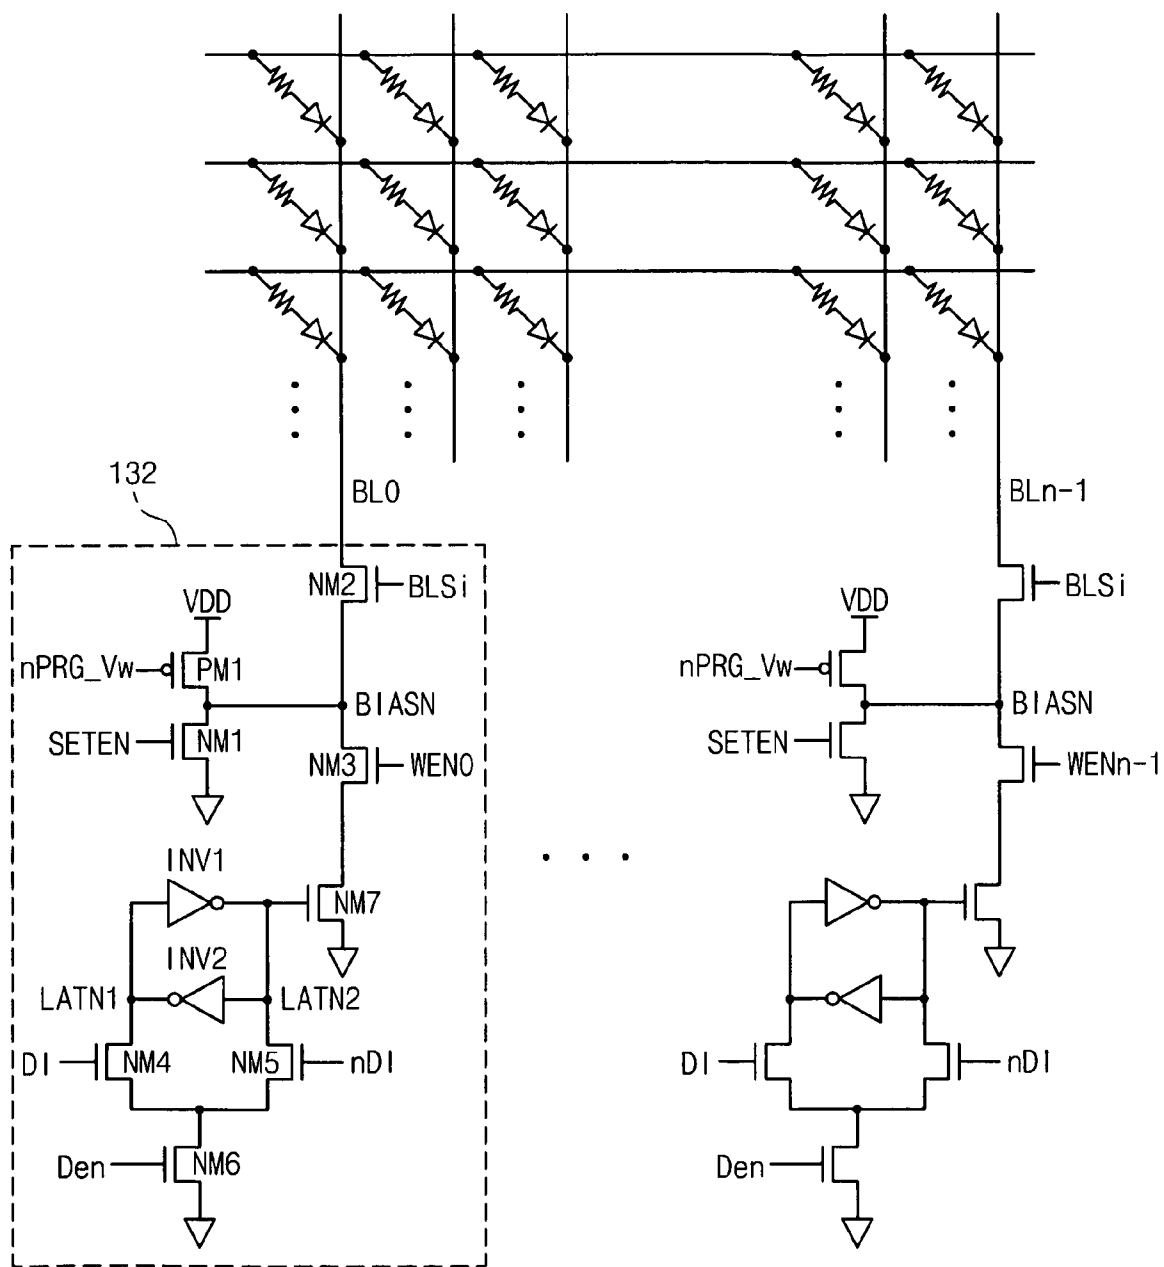 132
BL0
BLn-1
NM2
BLSi
BLSi
VDD
VDD
nPRG_Vw
PM1
nPRG_Vw
BIASN
BIASN
SETEN
NM1
SETEN
NM3
WEN0
WENn-1
INV1
NM7
INV2
LATN1
LATN2
DI
NM4
NM5
nDI
DI
nDI
Den
NM6
Den